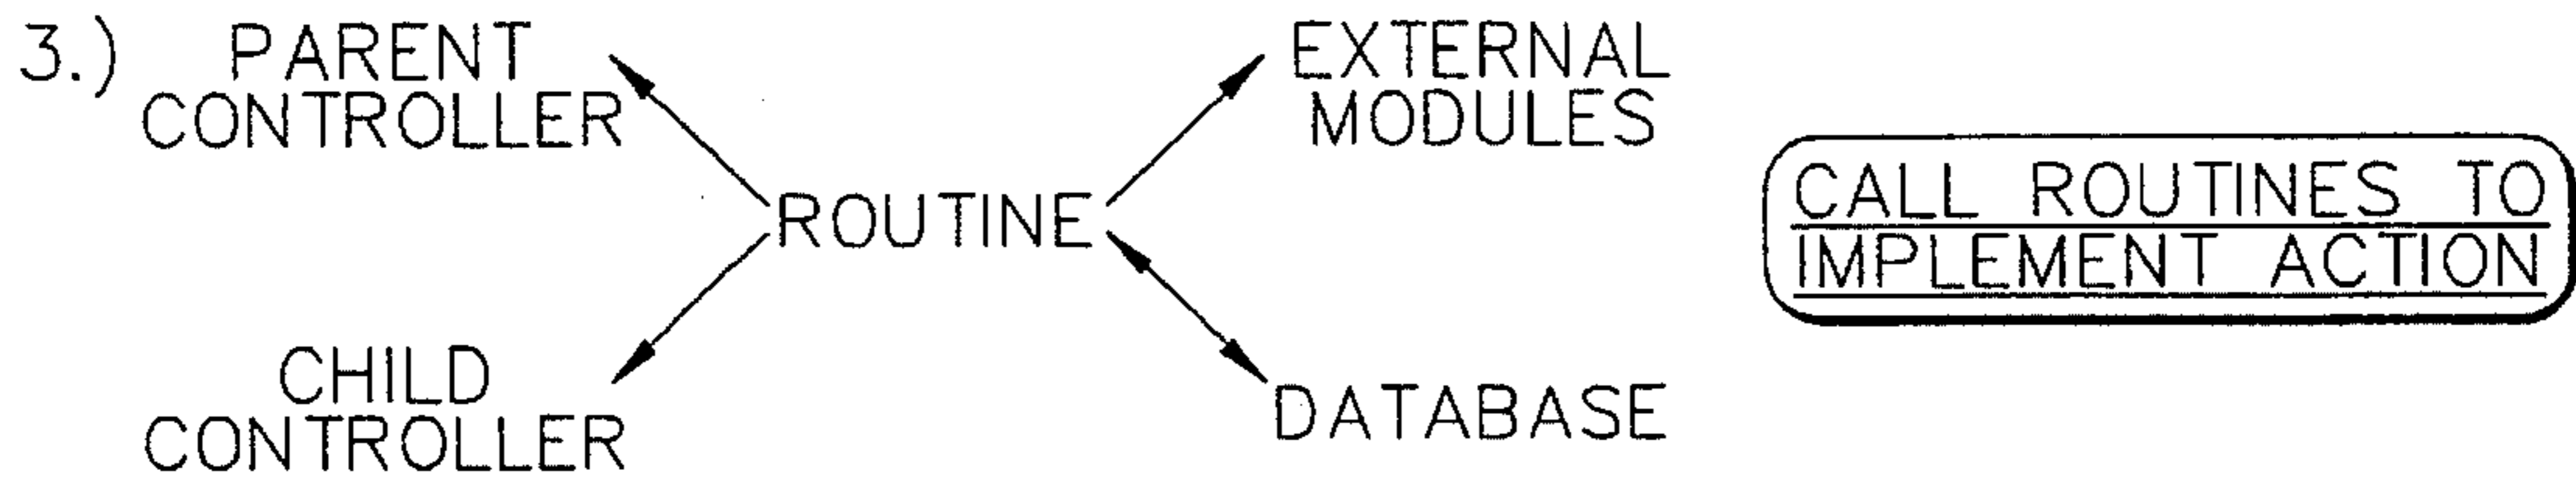 3.) PARENT
CONTROLLER
EXTERNAL
MODULES
ROUTINE
CALL ROUTINES TO
IMPLEMENT ACTION
CHILD
CONTROLLER
DATABASE